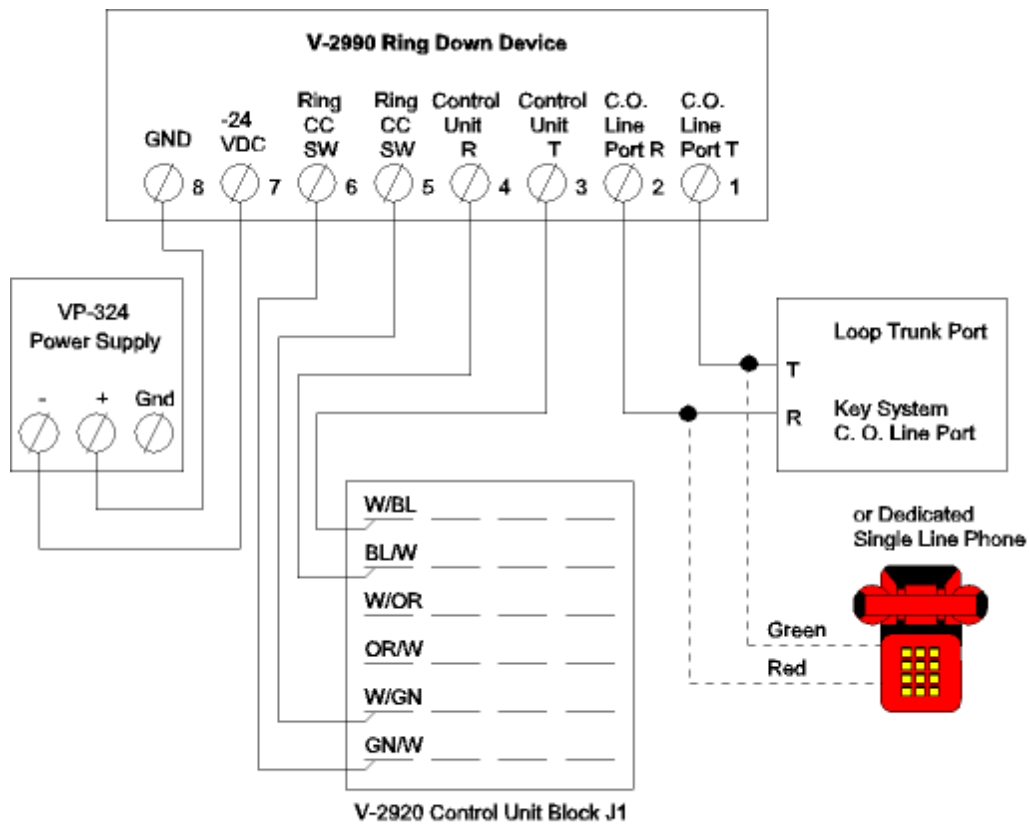 V-2990 Ring Down Device
GND
-24
VDC
Ring
CC
SW
Ring
CC
SW
Control
Unit
R
Control
Unit
T
C.O.
Line
Port R
C.O.
Line
Port T
8
7
6
5
4
3
2
1
VP-324
Power Supply
-
+
Gnd
Loop Trunk Port
T
R
Key System
C. O. Line Port
W/BL
BL/W
W/OR
OR/W
W/GN
GN/W
V-2920 Control Unit Block J1
or Dedicated
Single Line Phone
Green
Red